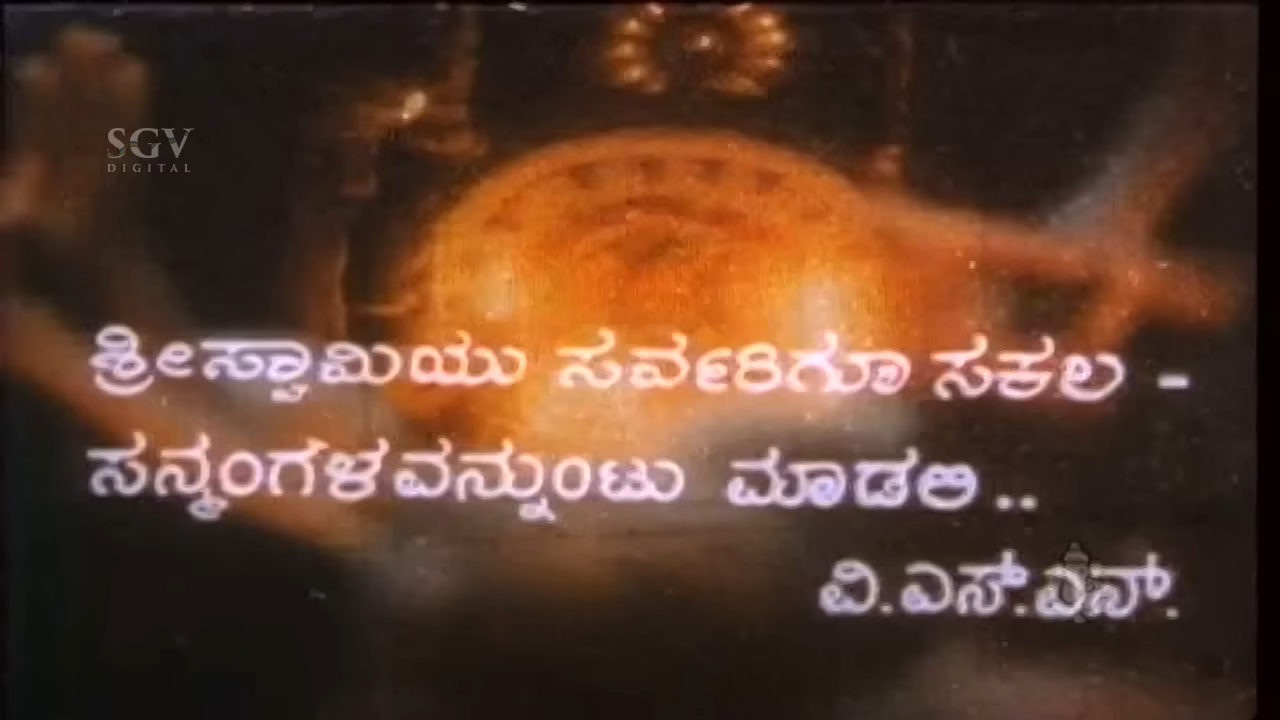 SGV
DIGITAL
ಶ್ರೀಸ್ವಾಮಿಯು ಸರ್ವರಿಗೂ ಸಕಲ -
ಸನ್ನಂಗಳವನ್ನುಂಟು ಮಾಡಲಿ ..
ವಿ.ಎಸ್.ಎನ್.